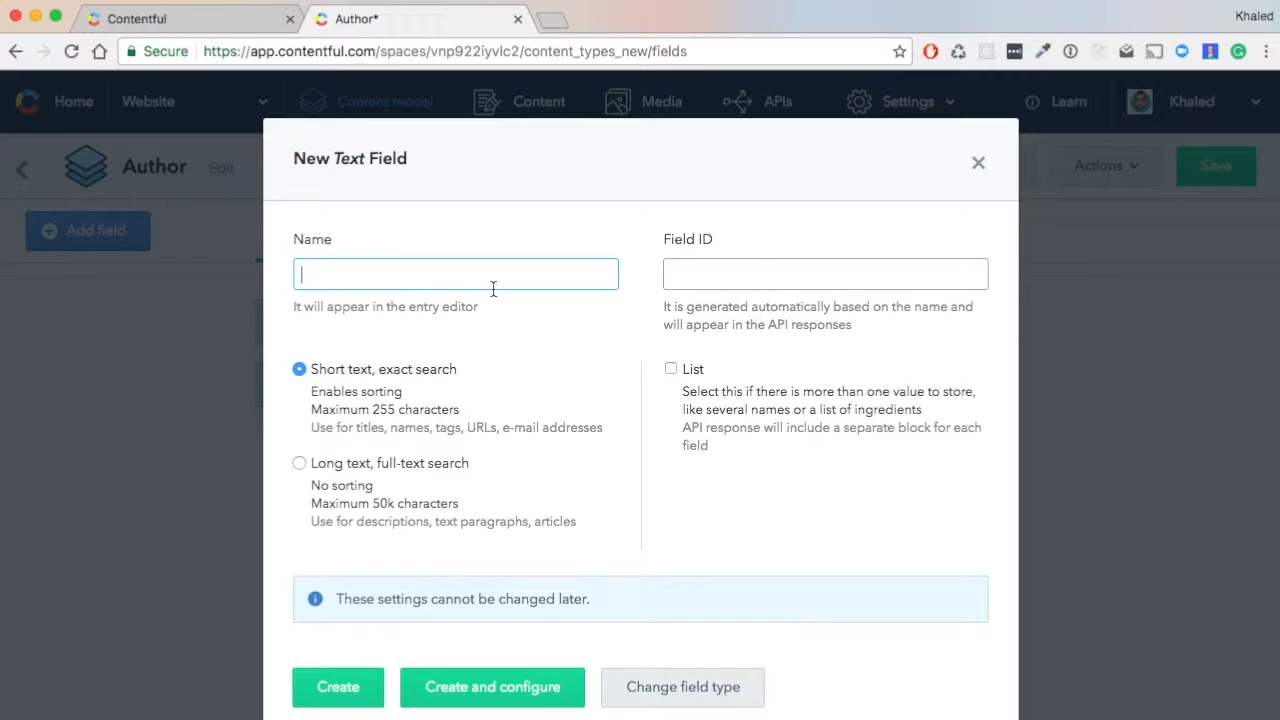 Contentful
Author*
Khaled
Secure https://app.contentful.com/spaces/vnp922iyvlc2/content_types_new/fields
Home Website Content model Content Media APIs Settings Learn Khaled
Author Edit Actions Save
Add field
New Text Field
Name
It will appear in the entry editor
Field ID
It is generated automatically based on the name and
will appear in the API responses
Short text, exact search
Enables sorting
Maximum 255 characters
Use for titles, names, tags, URLs, e-mail addresses
Long text, full-text search
No sorting
Maximum 50k characters
Use for descriptions, text paragraphs, articles
List
Select this if there is more than one value to store,
like several names or a list of ingredients
API response will include a separate block for each
field
These settings cannot be changed later.
Create Create and configure Change field type